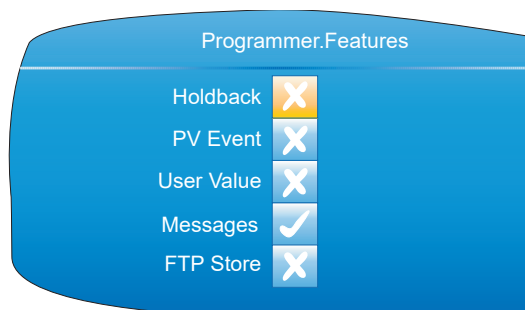 Programmer.Features
Holdback
PV Event
User Value
Messages
FTP Store